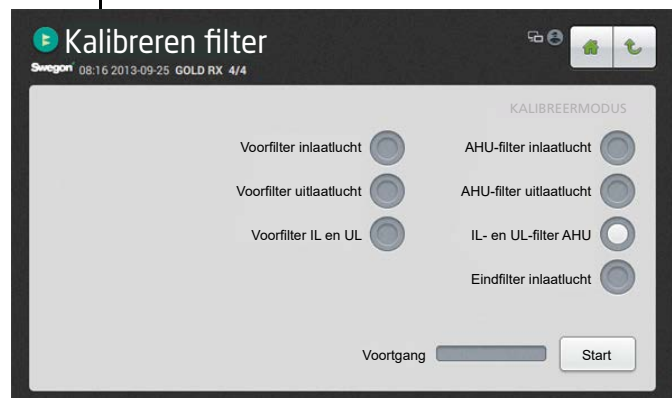 Kalibreren filter
Swegon 08:16 2013-09-25 GOLD RX 4/4
KALIBREERMODUS
Voorfilter inlaatlucht
AHU-filter inlaatlucht
Voorfilter uitlaatlucht
AHU-filter uitlaatlucht
Voorfilter IL en UL
IL- en UL-filter AHU
Eindfilter inlaatlucht
Voortgang
Start